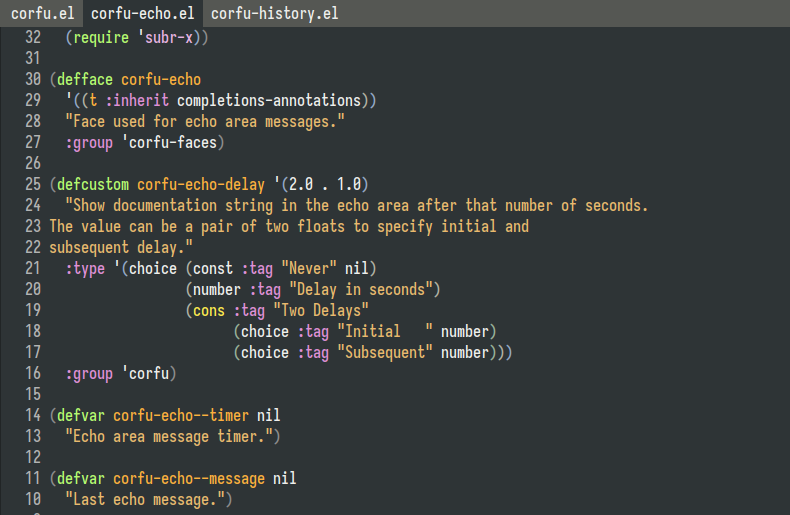 corfu.el corfu-echo.el corfu-history.el
32   (require 'subr-x))
31
30 (defface corfu-echo
29   '((t :inherit completions-annotations))
28   "Face used for echo area messages."
27   :group 'corfu-faces)
26
25 (defcustom corfu-echo-delay '(2.0 . 1.0)
24   "Show documentation string in the echo area after that number of seconds.
23 The value can be a pair of two floats to specify initial and
22 subsequent delay."
21   :type '(choice (const :tag "Never" nil)
20                  (number :tag "Delay in seconds")
19                  (cons :tag "Two Delays"
18                        (choice :tag "Initial   " number)
17                        (choice :tag "Subsequent" number)))
16   :group 'corfu)
15
14 (defvar corfu-echo--timer nil
13   "Echo area message timer.")
12
11 (defvar corfu-echo--message nil
10   "Last echo message.")